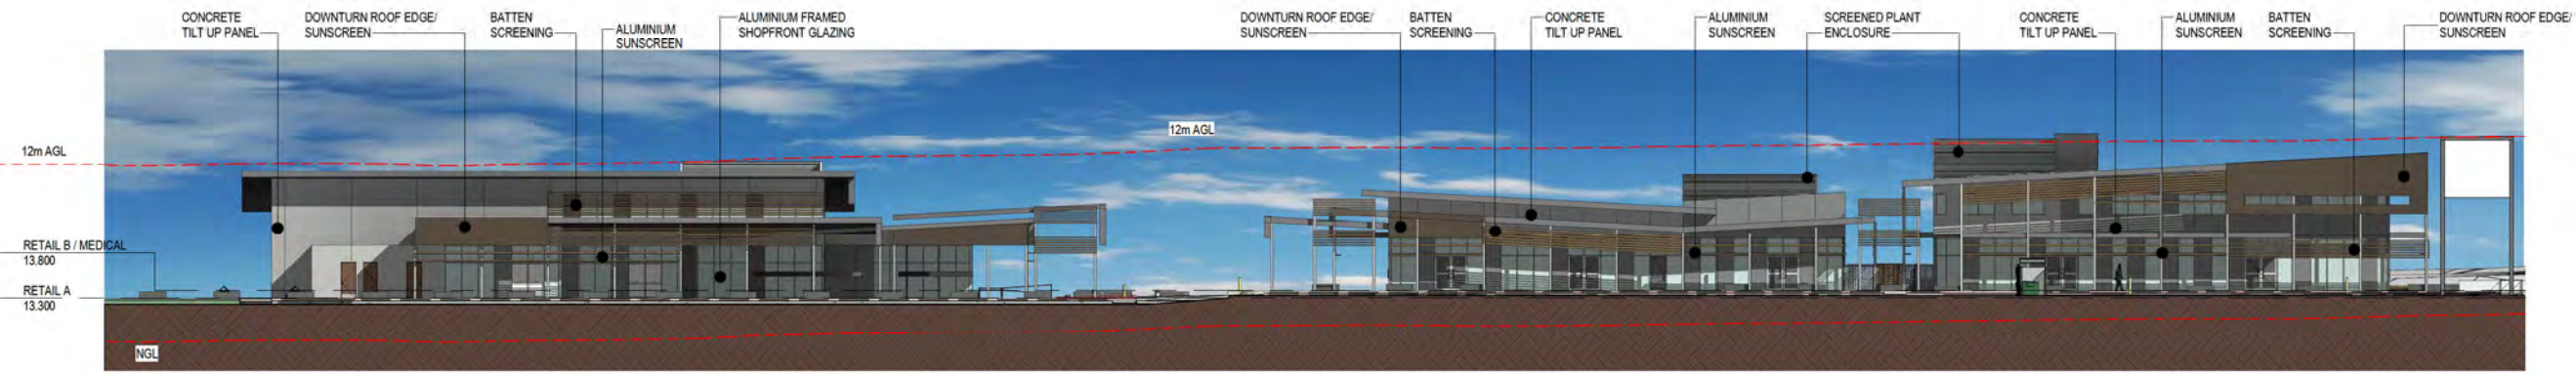 CONCRETE
TILT UP PANEL
DOWNTURN ROOF EDGE/
SUNSCREEN
BATTEN
SCREENING
ALUMINIUM
SUNSCREEN
ALUMINIUM FRAMED
SHOPFRONT GLAZING
DOWNTURN ROOF EDGE/
SUNSCREEN
BATTEN
SCREENING
CONCRETE
TILT UP PANEL
ALUMINIUM
SUNSCREEN
SCREENED PLANT
ENCLOSURE
CONCRETE
TILT UP PANEL
ALUMINIUM
SUNSCREEN
BATTEN
SCREENING
DOWNTURN ROOF EDGE/
SUNSCREEN
12m AGL
12m AGL
RETAIL B / MEDICAL
13.800
RETAIL A
13.300
NGL